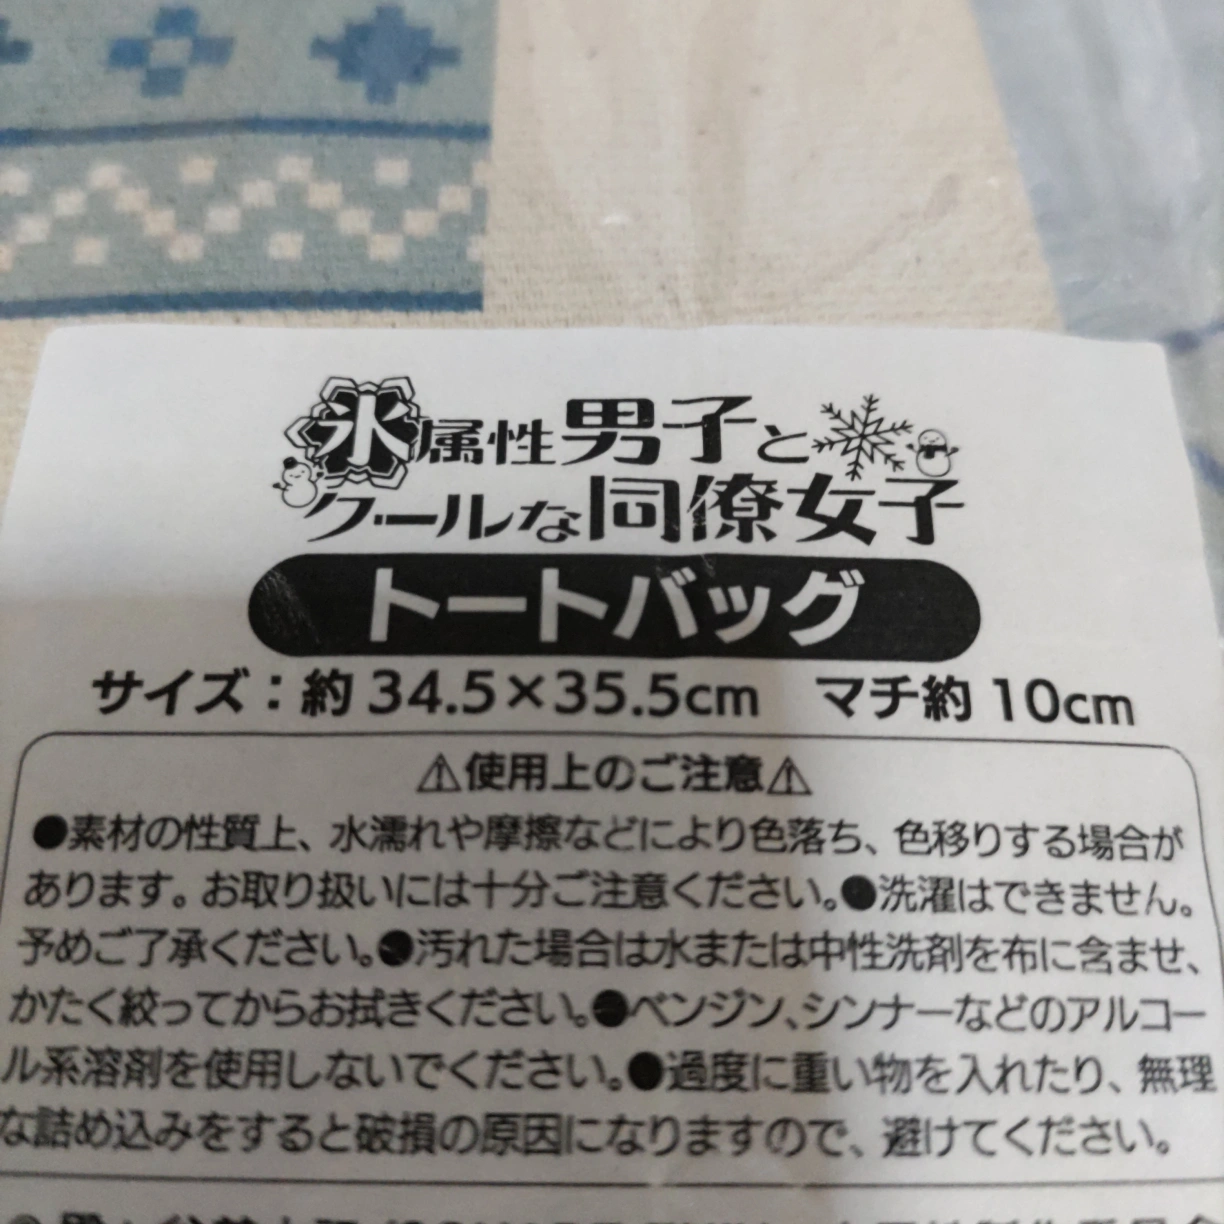 氷属性男子と
クールな同僚女子
トートバッグ
サイズ：約34.5×35.5cm　マチ約10cm
⚠使用上のご注意⚠
●素材の性質上、水濡れや摩擦などにより色落ち、色移りする場合が
あります。お取り扱いには十分ご注意ください。●洗濯はできません。
予めご了承ください。●汚れた場合は水または中性洗剤を布に含ませ、
かたく絞ってからお拭きください。●ベンジン、シンナーなどのアルコー
ル系溶剤を使用しないでください。●過度に重い物を入れたり、無理
な詰め込みをすると破損の原因になりますので、避けてください。